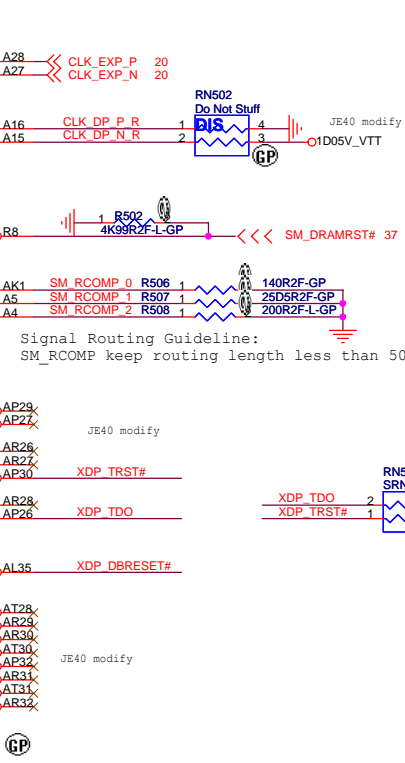 A28 CLK_EXP_P 20
A27 CLK_EXP_N 20
RN502
Do Not Stuff
DIS
A16 CLK_DP_P_R 1 4 JE40 modify
A15 CLK_DP_N_R 2 3 1D05V_VTT
GP
1 R502
4K99R2F-L-GP
R8 SM_DRAMRST# 37
AK1 SM_RCOMP_0 R506 1 140R2F-GP
A5 SM_RCOMP_1 R507 1 25D5R2F-GP
A4 SM_RCOMP_2 R508 1 200R2F-L-GP
Signal Routing Guideline:
SM_RCOMP keep routing length less than 50
AP29
AP27
JE40 modify
AR26
AR27
AP30 XDP_TRST#
AR28
AP26 XDP_TDO
RN5
SRN
XDP_TDO 2
XDP_TRST# 1
AL35 XDP_DBRESET#
AT28
AR29
AR30
AT30
AP32 JE40 modify
AR31
AT31
AR32
GP